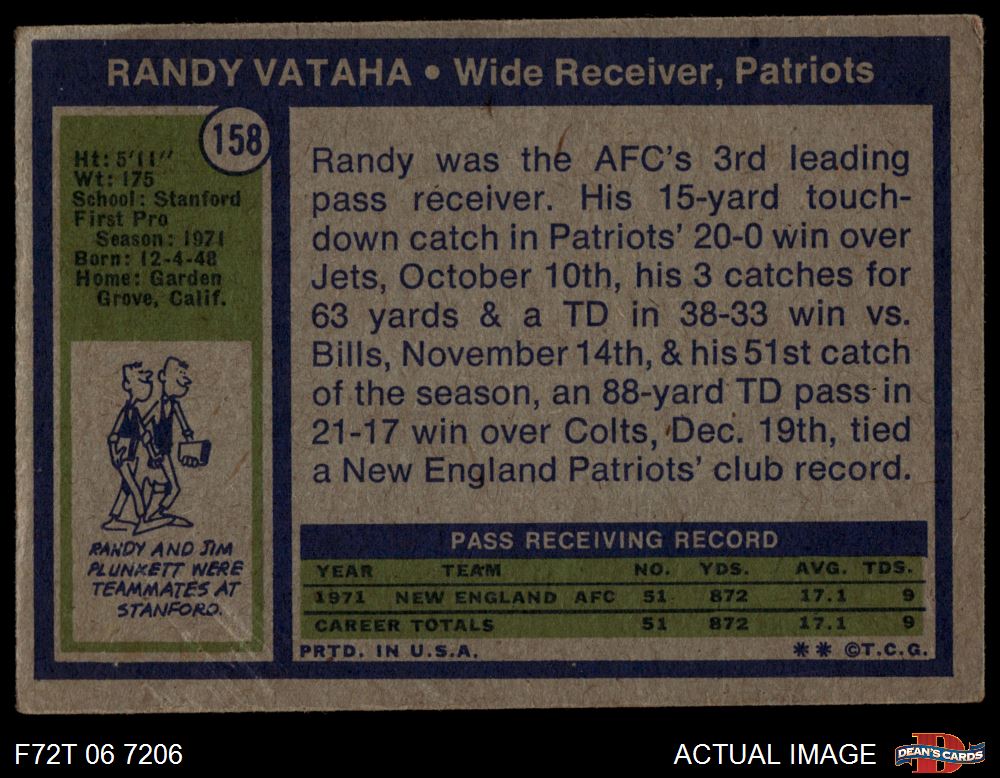 RANDY VATAHA • Wide Receiver, Patriots
158
Ht: 5'11"
Wt: 175
School: Stanford
First Pro
Season: 1971
Born: 12-4-48
Home: Garden
Grove, Calif.
RANDY AND JIM
PLUNKETT WERE
TEAMMATES AT
STANFORD.
Randy was the AFC's 3rd leading
pass receiver. His 15-yard touch-
down catch in Patriots' 20-0 win over
Jets, October 10th, his 3 catches for
63 yards & a TD in 38-33 win vs.
Bills, November 14th, & his 51st catch
of the season, an 88-yard TD pass in
21-17 win over Colts, Dec. 19th, tied
a New England Patriots' club record.
PASS RECEIVING RECORD
YEAR TEAM NO. YDS. AVG. TDS.
1971 NEW ENGLAND AFC 51 872 17.1 9
CAREER TOTALS 51 872 17.1 9
PRTD. IN U.S.A. ** ©T.C.G.
F72T 06 7206 ACTUAL IMAGE DEAN'S CARDS